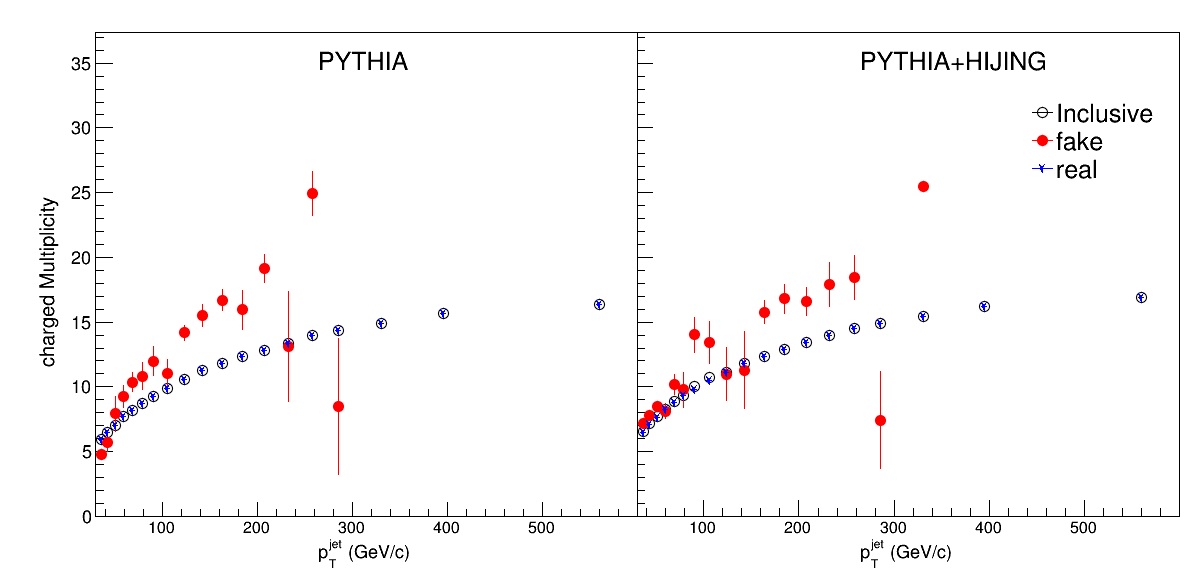 PYTHIA
PYTHIA+HIJING
Inclusive
fake
real
charged Multiplicity
35
30
25
20
15
10
5
0
100 200 300 400 500
100 200 300 400 500
p_T^jet (GeV/c)
p_T^jet (GeV/c)